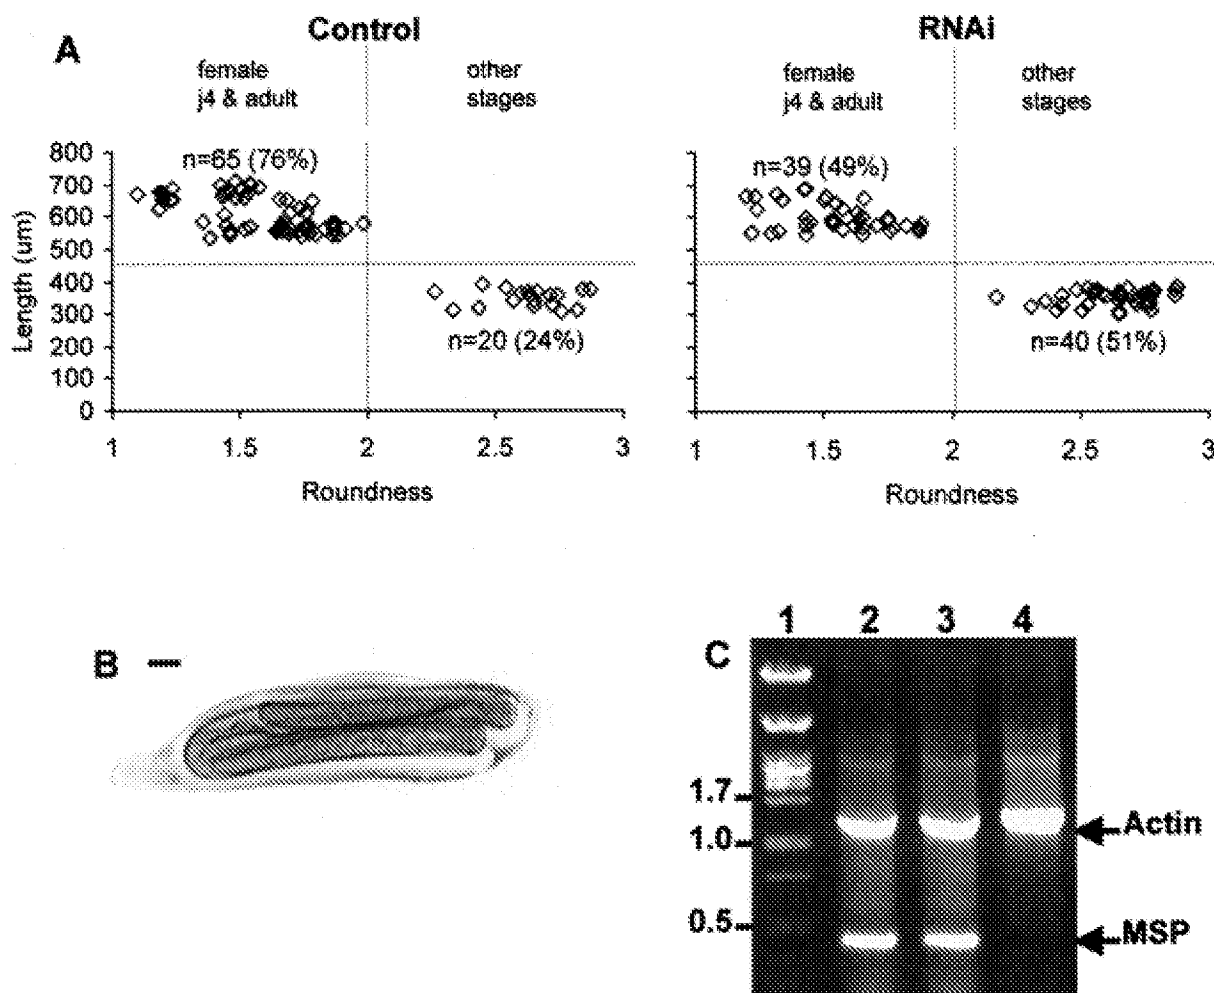 A
Control
female
j4 & adult
other
stages
n=65 (76%)
n=20 (24%)
Length (um)
800
700
600
500
400
300
200
100
0
1
1.5
2
2.5
3
Roundness
RNAi
female
j4 & adult
other
stages
n=39 (49%)
n=40 (51%)
1
1.5
2
2.5
3
Roundness
B
C
1
2
3
4
1.7
1.0
0.5
Actin
MSP